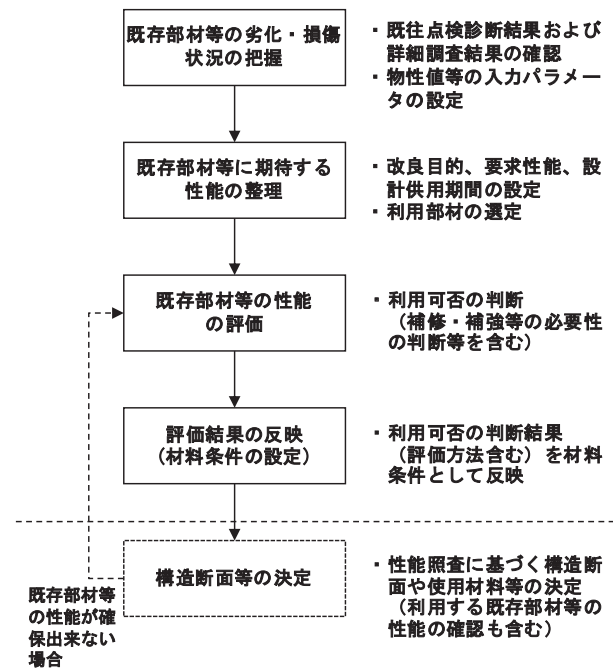 既存部材等の劣化・損傷
状況の把握
・既往点検診断結果および
詳細調査結果の確認
・物性値等の入力パラメー
タの設定
既存部材等に期待する
性能の整理
・改良目的、要求性能、設
計供用期間の設定
・利用部材の選定
既存部材等の性能
の評価
・利用可否の判断
（補修・補強等の必要性
の判断等を含む）
評価結果の反映
（材料条件の設定）
・利用可否の判断結果
（評価方法含む）を材料
条件として反映
構造断面等の決定
・性能照査に基づく構造断
面や使用材料等の決定
（利用する既存部材等の
性能の確認も含む）
既存部材等
の性能が確
保出来ない
場合